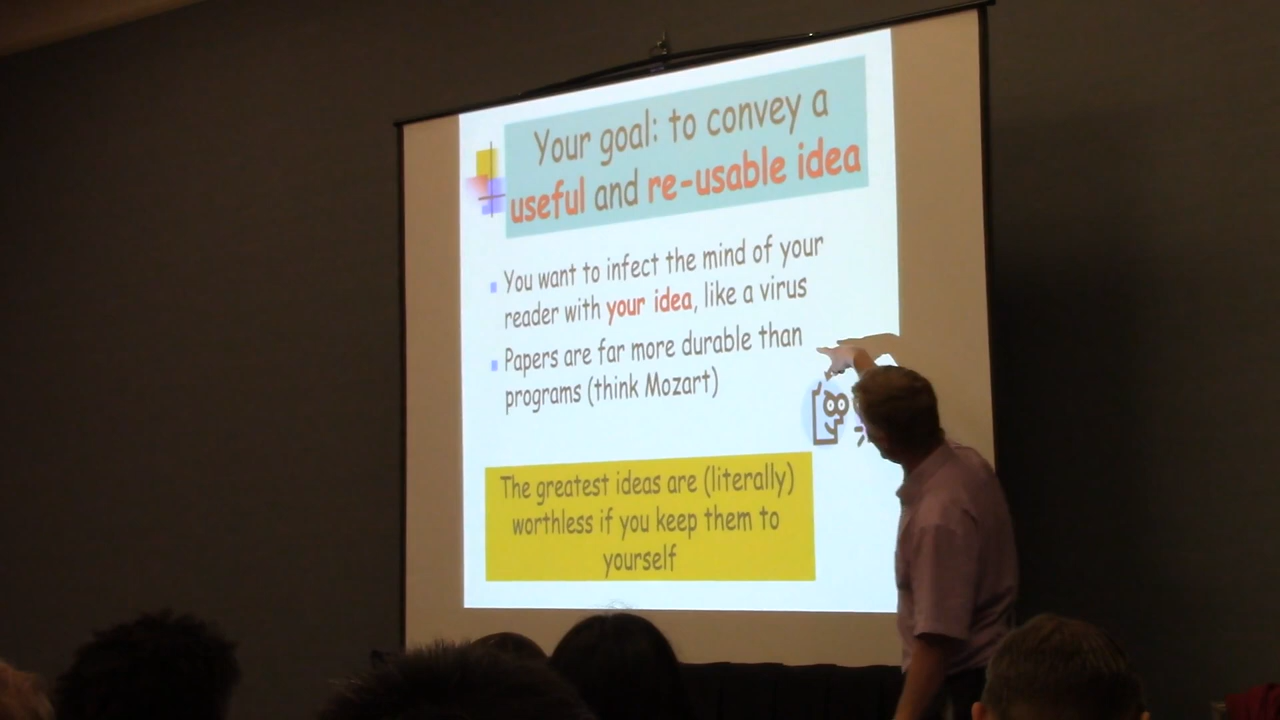 Your goal: to convey a
useful and re-usable idea
You want to infect the mind of your
reader with your idea, like a virus
Papers are far more durable than
programs (think Mozart)
The greatest ideas are (literally)
worthless if you keep them to
yourself